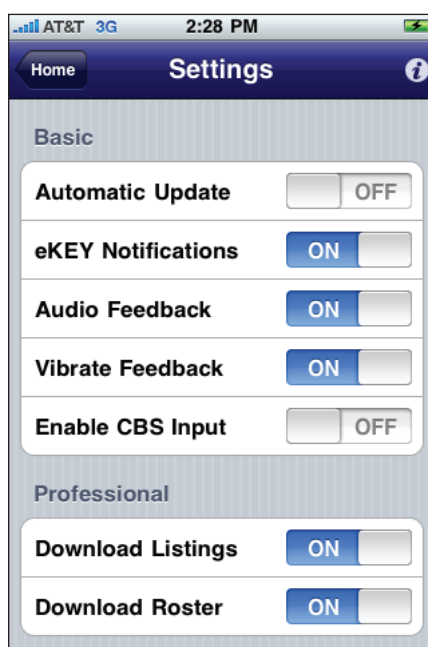 AT&T 3G 2:28 PM
Home Settings i
Basic
Automatic Update OFF
eKEY Notifications ON
Audio Feedback ON
Vibrate Feedback ON
Enable CBS Input OFF
Professional
Download Listings ON
Download Roster ON